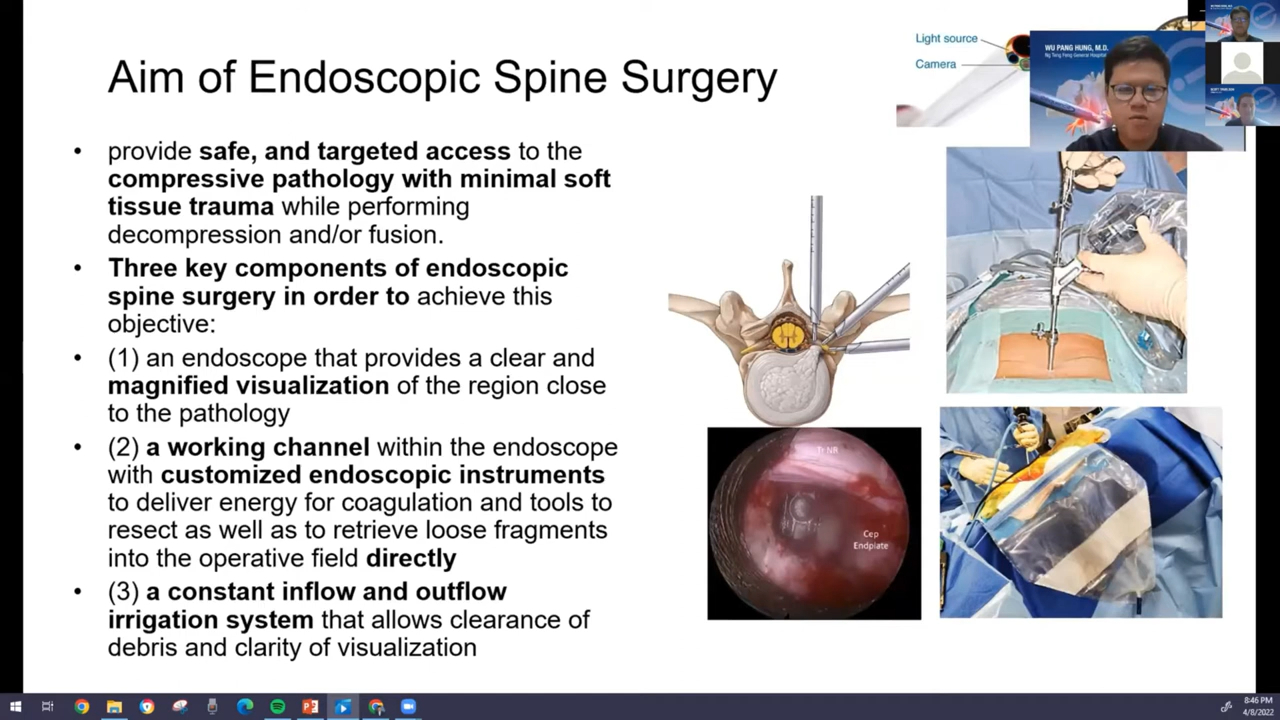 Aim of Endoscopic Spine Surgery
• provide safe, and targeted access to the
compressive pathology with minimal soft
tissue trauma while performing
decompression and/or fusion.
• Three key components of endoscopic
spine surgery in order to achieve this
objective:
• (1) an endoscope that provides a clear and
magnified visualization of the region close
to the pathology
• (2) a working channel within the endoscope
with customized endoscopic instruments
to deliver energy for coagulation and tools to
resect as well as to retrieve loose fragments
into the operative field directly
• (3) a constant inflow and outflow
irrigation system that allows clearance of
debris and clarity of visualization
Light source
Camera
WU PANG HUNG, M.D.
Ng Teng Fong General Hospital
Tr NR
Cep
Endplate
8:46 PM
4/8/2022